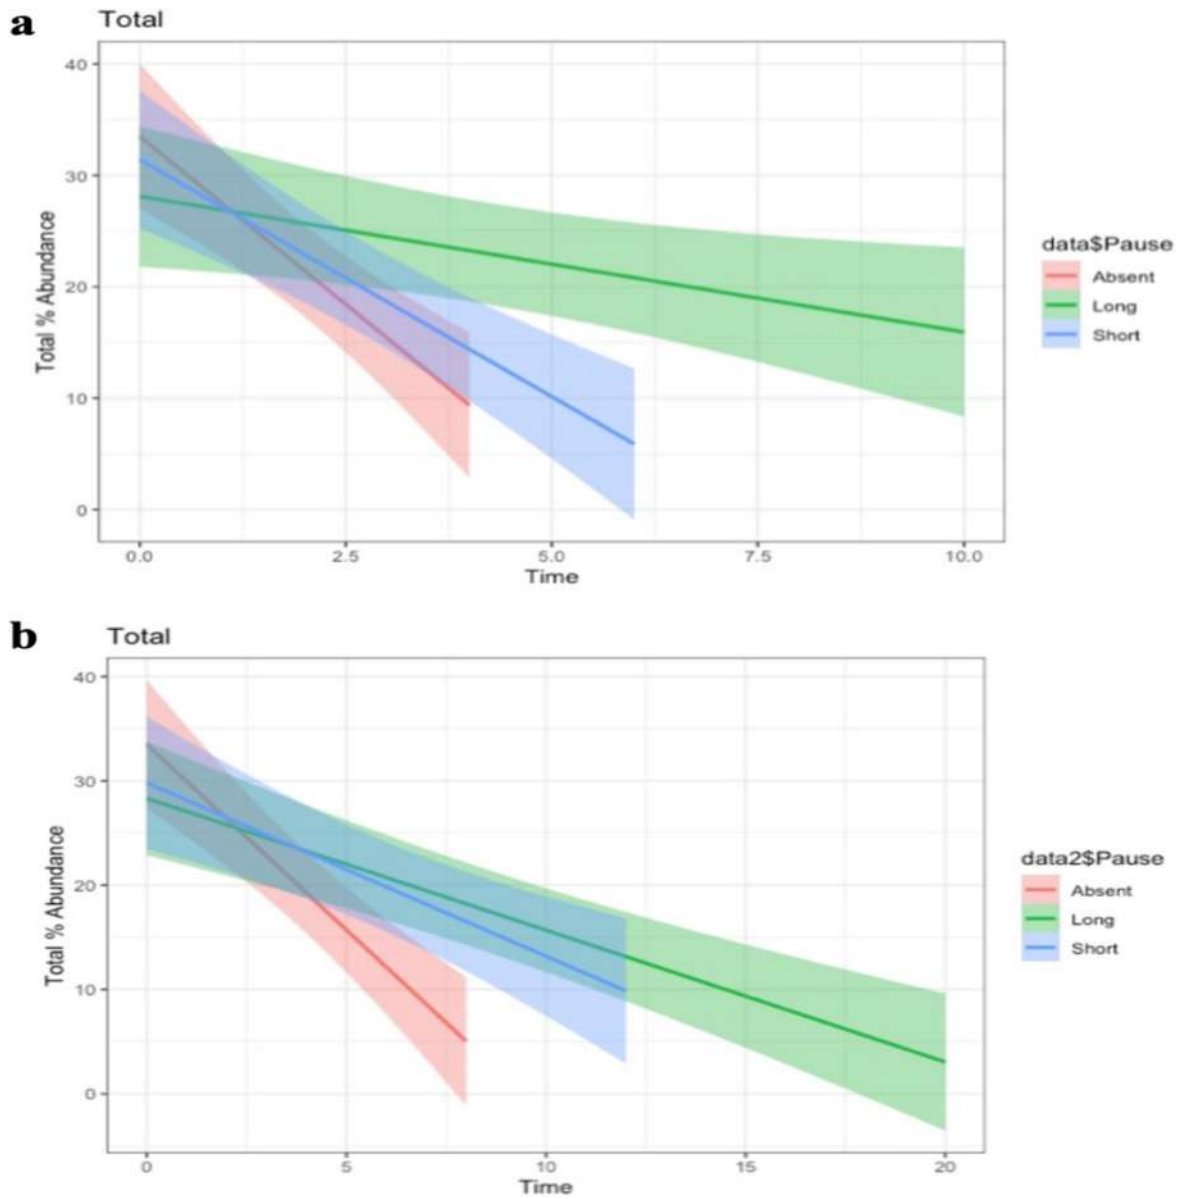 a
Total
40
30
20
10
0
Total % Abundance
0.0 2.5 5.0 7.5 10.0
Time
data$Pause
Absent
Long
Short
b
Total
40
30
20
10
0
Total % Abundance
0 5 10 15 20
Time
data2$Pause
Absent
Long
Short